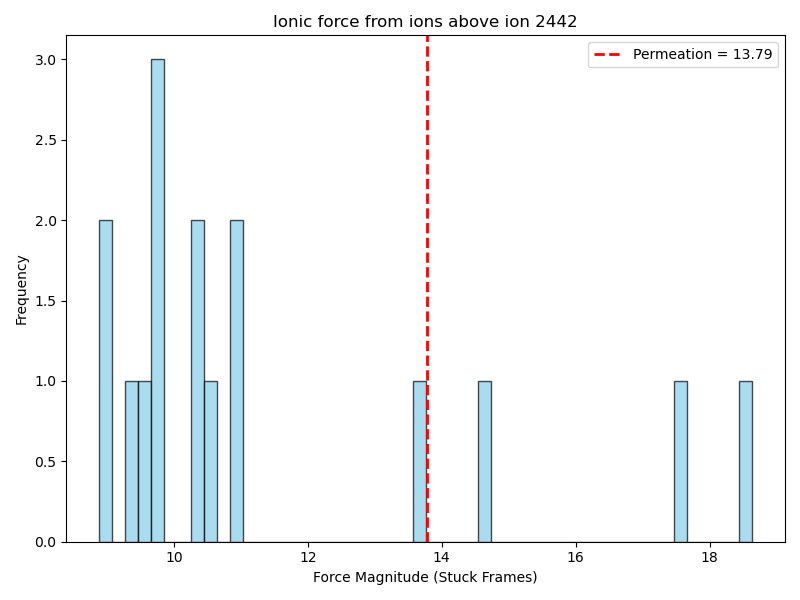 Ionic force from ions above ion 2442
Permeation = 13.79
Frequency
3.0
2.5
2.0
1.5
1.0
0.5
0.0
10 12 14 16 18
Force Magnitude (Stuck Frames)